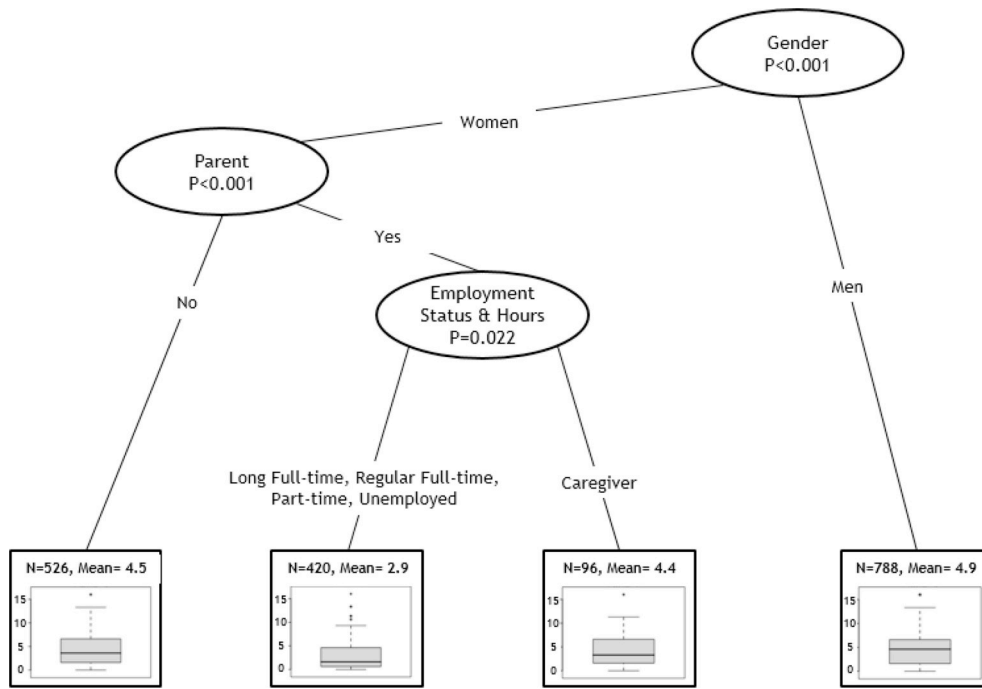 Gender
P<0.001
Women
Parent
P<0.001
Yes
Employment
Status & Hours
P=0.022
Men
No
Long Full-time, Regular Full-time,
Part-time, Unemployed
Caregiver
N=526, Mean= 4.5
15
10
5
0
N=420, Mean= 2.9
15
10
5
0
N=96, Mean= 4.4
15
10
5
0
N=788, Mean= 4.9
15
10
5
0